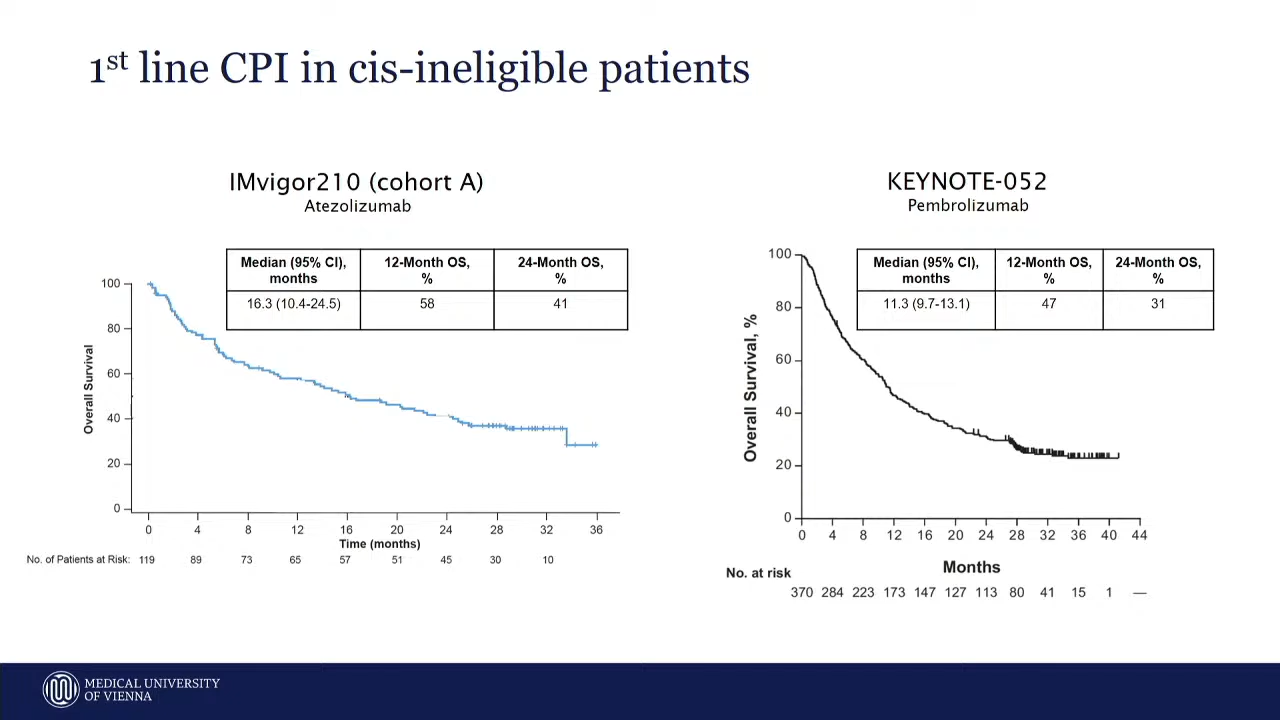 1st line CPI in cis-ineligible patients
IMvigor210 (cohort A)
Atezolizumab
Median (95% CI), months
12-Month OS, %
24-Month OS, %
16.3 (10.4-24.5)
58
41
Overall Survival
100
80
60
40
20
0
0 4 8 12 16 20 24 28 32 36
Time (months)
No. of Patients at Risk: 119 89 73 65 57 51 45 30 10
KEYNOTE-052
Pembrolizumab
Median (95% CI), months
12-Month OS, %
24-Month OS, %
11.3 (9.7-13.1)
47
31
Overall Survival, %
100
80
60
40
20
0
0 4 8 12 16 20 24 28 32 36 40 44
Months
No. at risk
370 284 223 173 147 127 113 80 41 15 1 —
MEDICAL UNIVERSITY
OF VIENNA